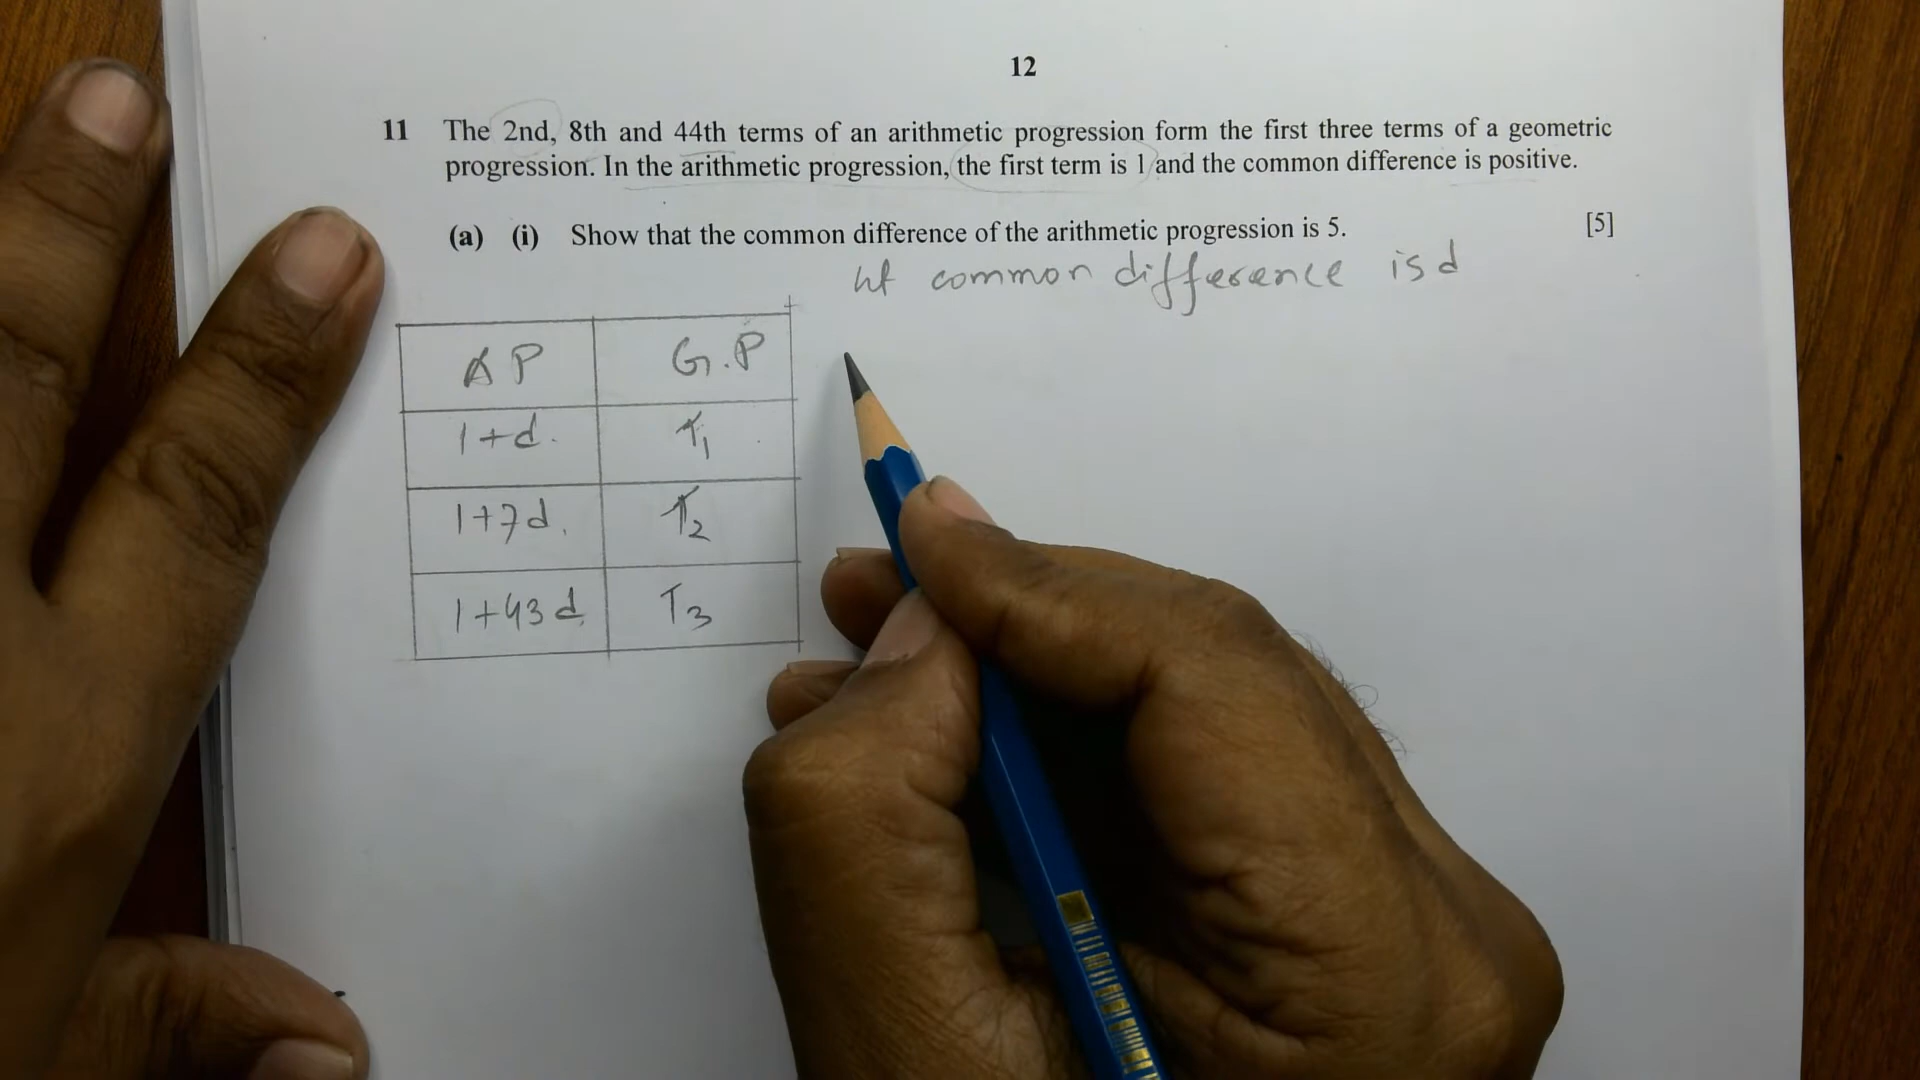 12
11 The 2nd, 8th and 44th terms of an arithmetic progression form the first three terms of a geometric
progression. In the arithmetic progression, the first term is 1 and the common difference is positive.
(a) (i) Show that the common difference of the arithmetic progression is 5. [5]
common difference is d
AP G.P
1+d. T1
1+7d. T2
1+43d T3